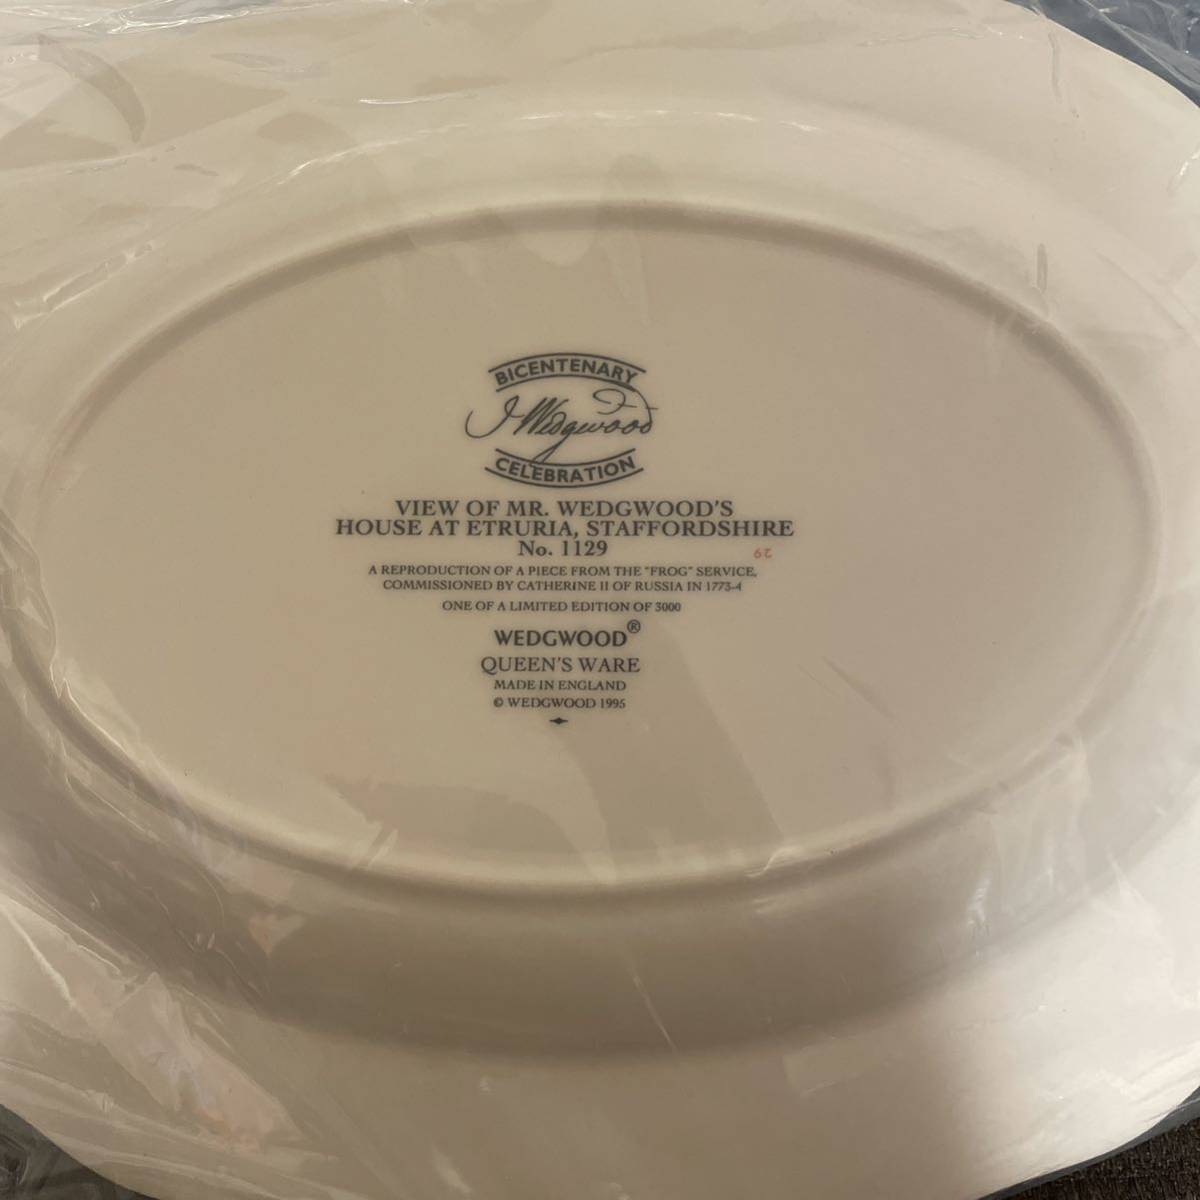 BICENTENARY
J Wedgwood
CELEBRATION
VIEW OF MR. WEDGWOOD'S
HOUSE AT ETRURIA, STAFFORDSHIRE
No. 1129
A REPRODUCTION OF A PIECE FROM THE "FROG" SERVICE,
COMMISSIONED BY CATHERINE II OF RUSSIA IN 1773-4
ONE OF A LIMITED EDITION OF 3000
WEDGWOOD®
QUEEN'S WARE
MADE IN ENGLAND
© WEDGWOOD 1995